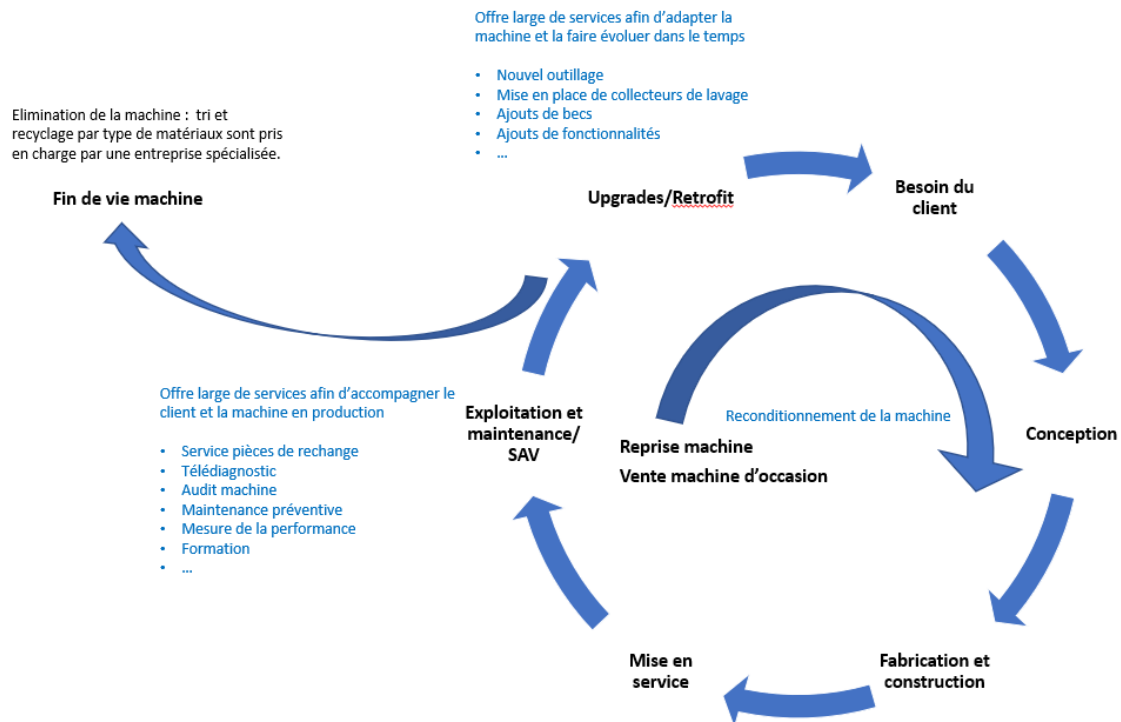 Offre large de services afin d'adapter la
machine et la faire évoluer dans le temps
• Nouvel outillage
• Mise en place de collecteurs de lavage
• Ajouts de becs
• Ajouts de fonctionnalités
• ...
Elimination de la machine : tri et
recyclage par type de matériaux sont pris
en charge par une entreprise spécialisée.
Fin de vie machine
Upgrades/Retrofit
Besoin du
client
Offre large de services afin d'accompagner le
client et la machine en production
• Service pièces de rechange
• Télédiagnostic
• Audit machine
• Maintenance préventive
• Mesure de la performance
• Formation
• ...
Exploitation et
maintenance/
SAV
Reconditionnement de la machine
Reprise machine
Vente machine d'occasion
Conception
Mise en
service
Fabrication et
construction